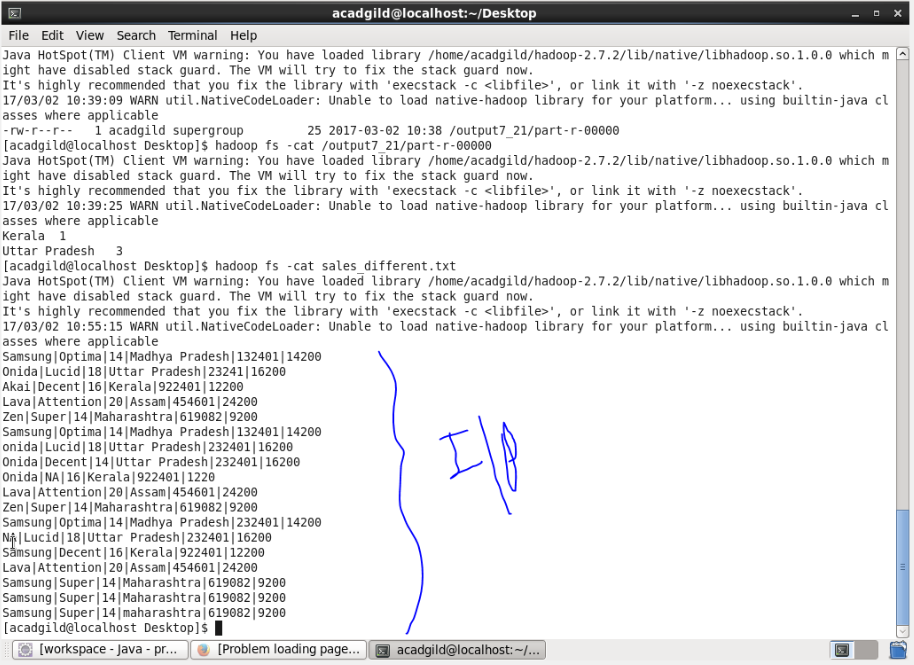 acadgild@localhost:~/Desktop
File Edit View Search Terminal Help
Java HotSpot(TM) Client VM warning: You have loaded library /home/acadgild/hadoop-2.7.2/lib/native/libhadoop.so.1.0.0 which m
ight have disabled stack guard. The VM will try to fix the stack guard now.
It's highly recommended that you fix the library with 'execstack -c <libfile>', or link it with '-z noexecstack'.
17/03/02 10:39:09 WARN util.NativeCodeLoader: Unable to load native-hadoop library for your platform... using builtin-java cl
asses where applicable
-rw-r--r--   1 acadgild supergroup         25 2017-03-02 10:38 /output7_21/part-r-00000
[acadgild@localhost Desktop]$ hadoop fs -cat /output7_21/part-r-00000
Java HotSpot(TM) Client VM warning: You have loaded library /home/acadgild/hadoop-2.7.2/lib/native/libhadoop.so.1.0.0 which m
ight have disabled stack guard. The VM will try to fix the stack guard now.
It's highly recommended that you fix the library with 'execstack -c <libfile>', or link it with '-z noexecstack'.
17/03/02 10:39:25 WARN util.NativeCodeLoader: Unable to load native-hadoop library for your platform... using builtin-java cl
asses where applicable
Kerala  1
Uttar Pradesh   3
[acadgild@localhost Desktop]$ hadoop fs -cat sales_different.txt
Java HotSpot(TM) Client VM warning: You have loaded library /home/acadgild/hadoop-2.7.2/lib/native/libhadoop.so.1.0.0 which m
ight have disabled stack guard. The VM will try to fix the stack guard now.
It's highly recommended that you fix the library with 'execstack -c <libfile>', or link it with '-z noexecstack'.
17/03/02 10:55:15 WARN util.NativeCodeLoader: Unable to load native-hadoop library for your platform... using builtin-java cl
asses where applicable
Samsung|Optima|14|Madhya Pradesh|132401|14200
Onida|Lucid|18|Uttar Pradesh|23241|16200
Akai|Decent|16|Kerala|922401|12200
Lava|Attention|20|Assam|454601|24200
Zen|Super|14|Maharashtra|619082|9200
Samsung|Optima|14|Madhya Pradesh|132401|14200
onida|Lucid|18|Uttar Pradesh|232401|16200
Onida|Decent|14|Uttar Pradesh|232401|16200
Onida|NA|16|Kerala|922401|1220
Lava|Attention|20|Assam|454601|24200
Zen|Super|14|Maharashtra|619082|9200
Samsung|Optima|14|Madhya Pradesh|232401|14200
NA|Lucid|18|Uttar Pradesh|232401|16200
Samsung|Decent|16|Kerala|922401|12200
Lava|Attention|20|Assam|454601|24200
Samsung|Super|14|Maharashtra|619082|9200
Samsung|Super|14|Maharashtra|619082|9200
Samsung|Super|14|maharashtra|619082|9200
[acadgild@localhost Desktop]$
I/P
[workspace - Java - pr... [Problem loading page... acadgild@localhost:~/...